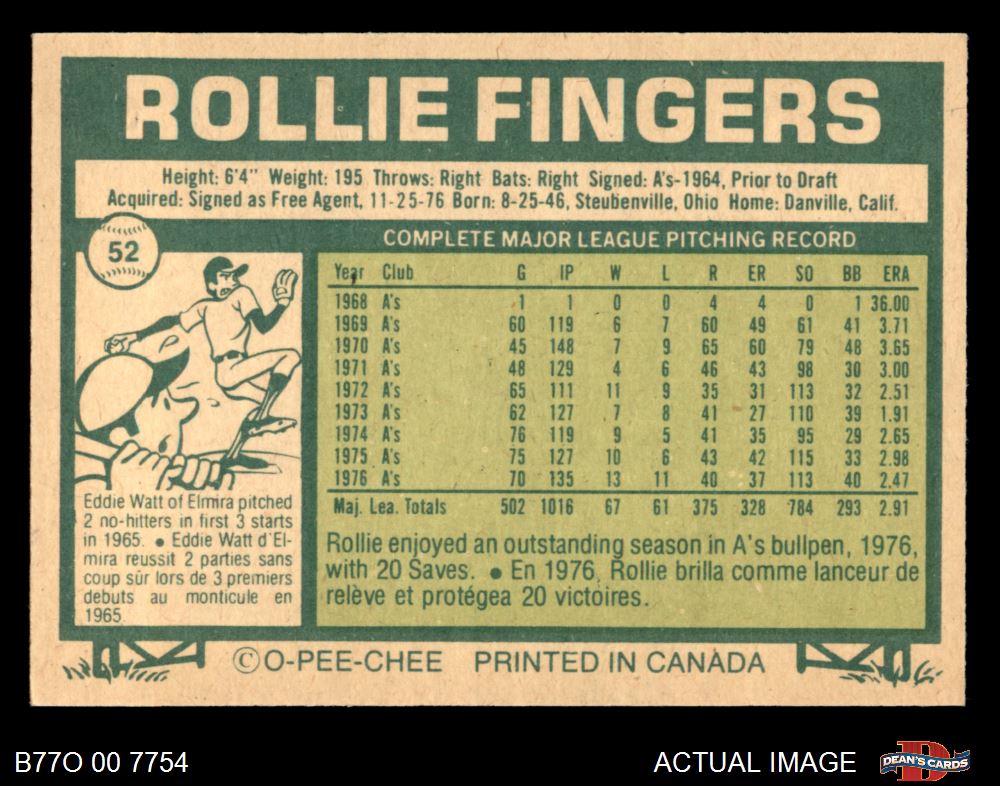 ROLLIE FINGERS
Height: 6'4" Weight: 195 Throws: Right Bats: Right Signed: A's-1964, Prior to Draft
Acquired: Signed as Free Agent, 11-25-76 Born: 8-25-46, Steubenville, Ohio Home: Danville, Calif.
52
COMPLETE MAJOR LEAGUE PITCHING RECORD
Year Club G IP W L R ER SO BB ERA
1968 A's 1 1 0 0 4 4 0 1 36.00
1969 A's 60 119 6 7 60 49 61 41 3.71
1970 A's 45 148 7 9 65 60 79 48 3.65
1971 A's 48 129 4 6 46 43 98 30 3.00
1972 A's 65 111 11 9 35 31 113 32 2.51
1973 A's 62 127 7 8 41 27 110 39 1.91
1974 A's 76 119 9 5 41 35 95 29 2.65
1975 A's 75 127 10 6 43 42 115 33 2.98
1976 A's 70 135 13 11 40 37 113 40 2.47
Maj. Lea. Totals 502 1016 67 61 375 328 784 293 2.91
Eddie Watt of Elmira pitched
2 no-hitters in first 3 starts
in 1965. • Eddie Watt d'El-
mira reussit 2 parties sans
coup sûr lors de 3 premiers
debuts au monticule en
1965.
Rollie enjoyed an outstanding season in A's bullpen, 1976,
with 20 Saves. • En 1976, Rollie brilla comme lanceur de
relève et protégea 20 victoires.
©O-PEE-CHEE PRINTED IN CANADA
B77O 00 7754
ACTUAL IMAGE
D
DEAN'S CARDS